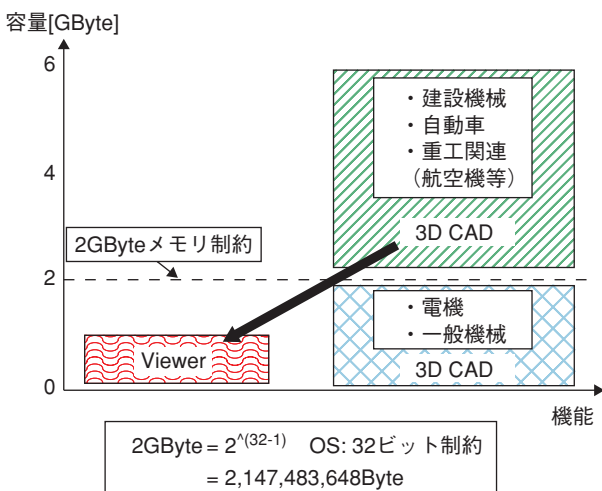 容量[GByte]
6
4
2
0
・建設機械
・自動車
・重工関連
（航空機等）
3D CAD
2GByteメモリ制約
・電機
・一般機械
3D CAD
Viewer
機能
2GByte = 2^(32-1)　OS: 32ビット制約
= 2,147,483,648Byte